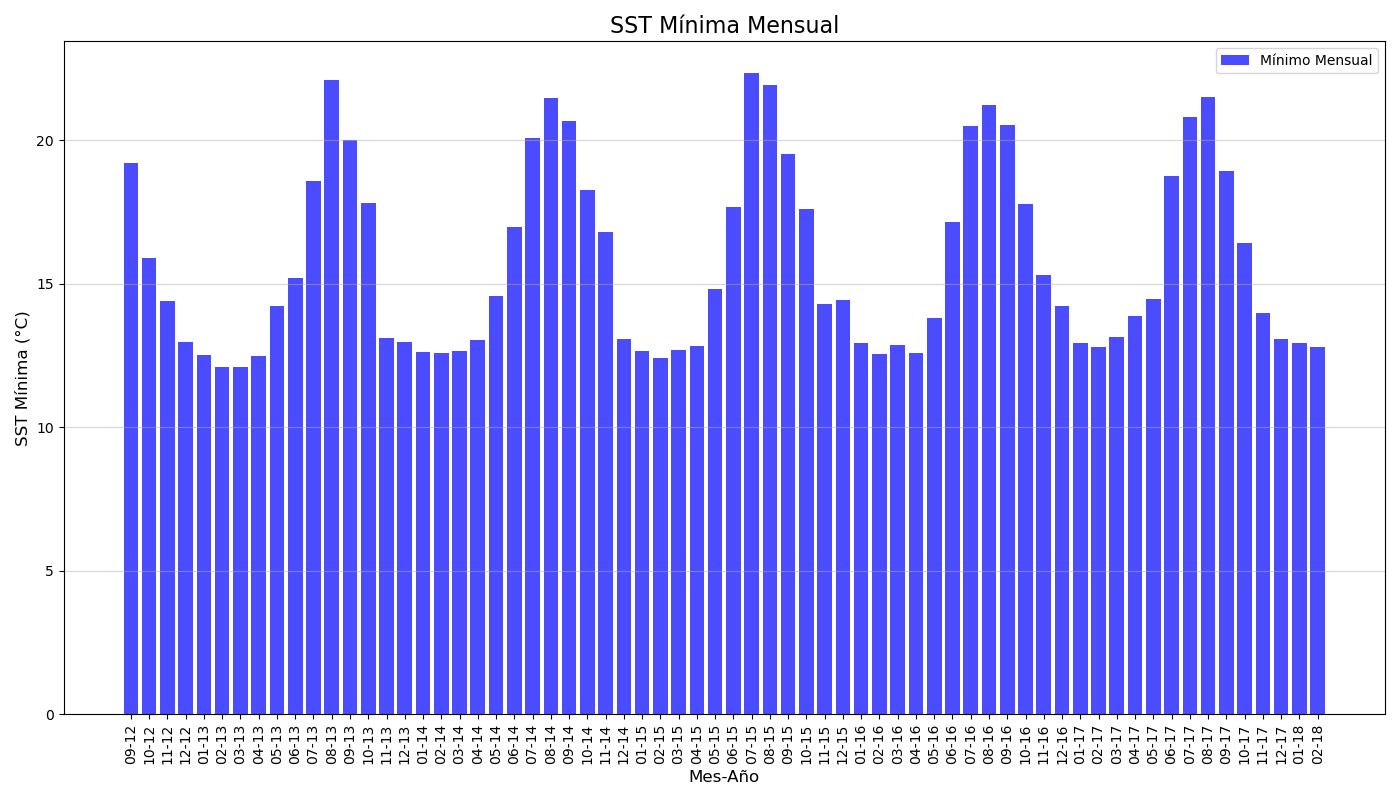 SST Mínima Mensual
Mínimo Mensual
SST Mínima (°C)
20
15
10
5
0
09-12 10-12 11-12 12-12 01-13 02-13 03-13 04-13 05-13 06-13 07-13 08-13 09-13 10-13 11-13 12-13 01-14 02-14 03-14 04-14 05-14 06-14 07-14 08-14 09-14 10-14 11-14 12-14 01-15 02-15 03-15 04-15 05-15 06-15 07-15 08-15 09-15 10-15 11-15 12-15 01-16 02-16 03-16 04-16 05-16 06-16 07-16 08-16 09-16 10-16 11-16 12-16 01-17 02-17 03-17 04-17 05-17 06-17 07-17 08-17 09-17 10-17 11-17 12-17 01-18 02-18
Mes-Año